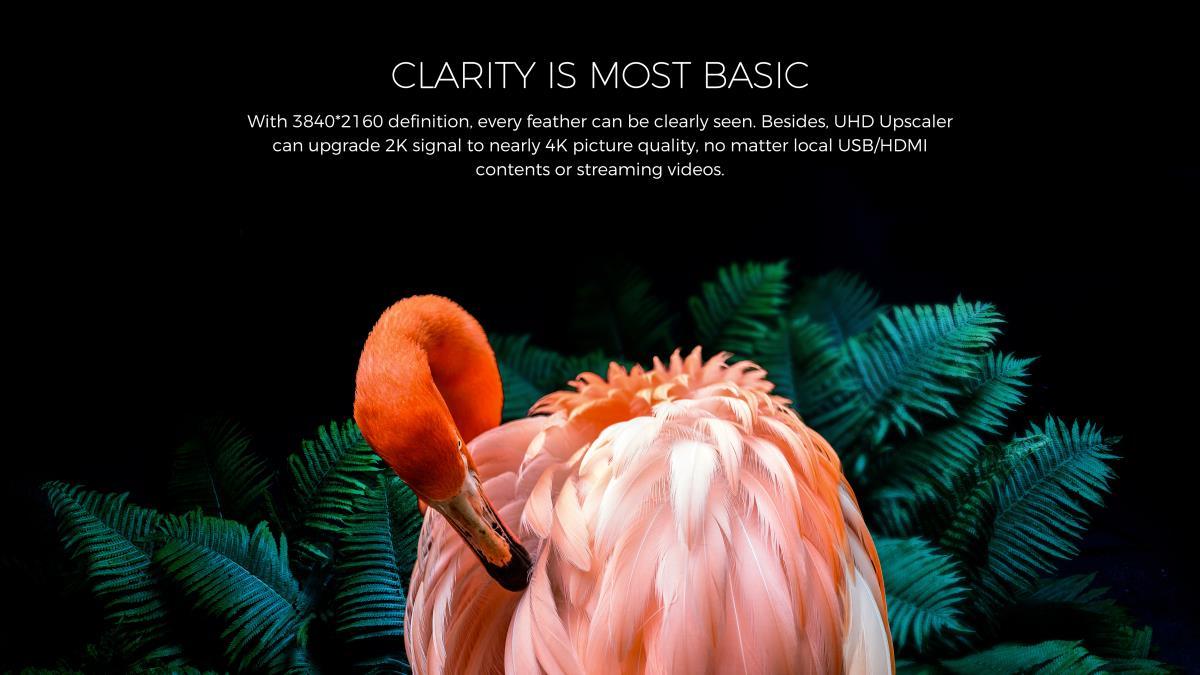 CLARITY IS MOST BASIC
With 3840*2160 definition, every feather can be clearly seen. Besides, UHD Upscaler
can upgrade 2K signal to nearly 4K picture quality, no matter local USB/HDMI
contents or streaming videos.